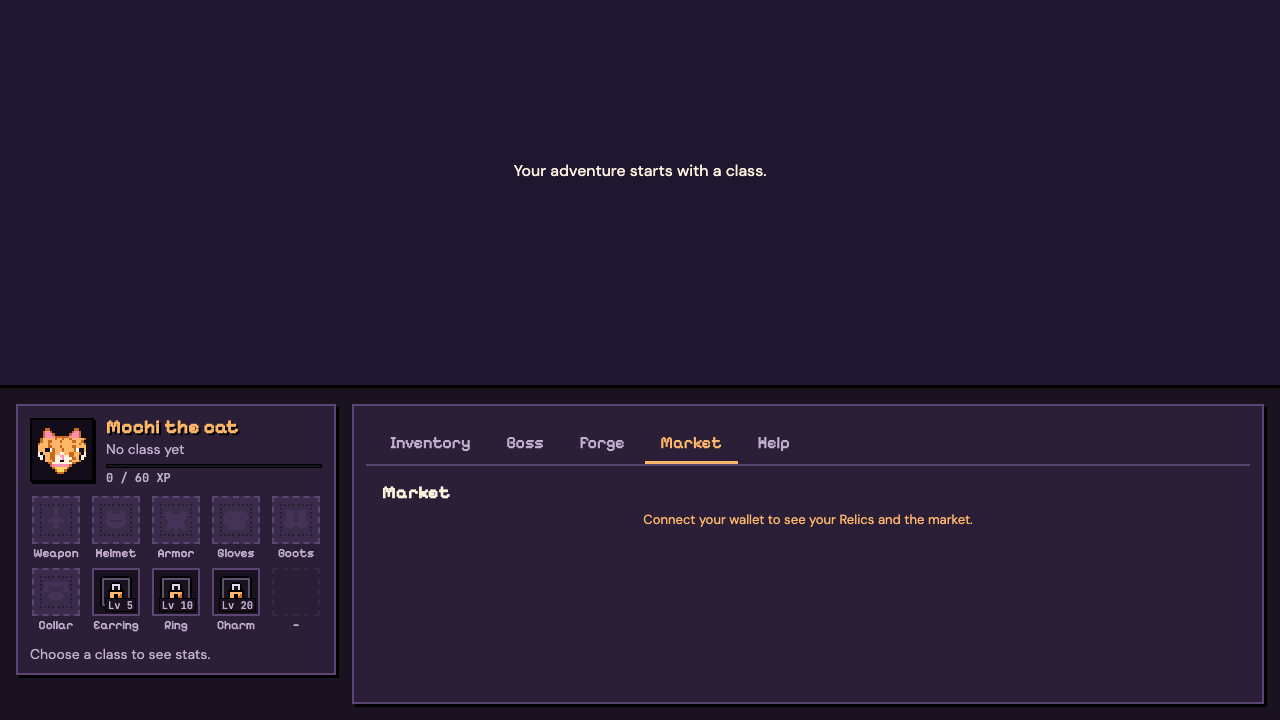 Your adventure starts with a class.
Mochi the cat
No class yet
0 / 60 XP
Weapon Helmet Armor Gloves Boots
Lv 5 Lv 10 Lv 20
Collar Earring Ring Charm -
Choose a class to see stats.
Inventory Boss Forge Market Help
Market
Connect your wallet to see your Relics and the market.